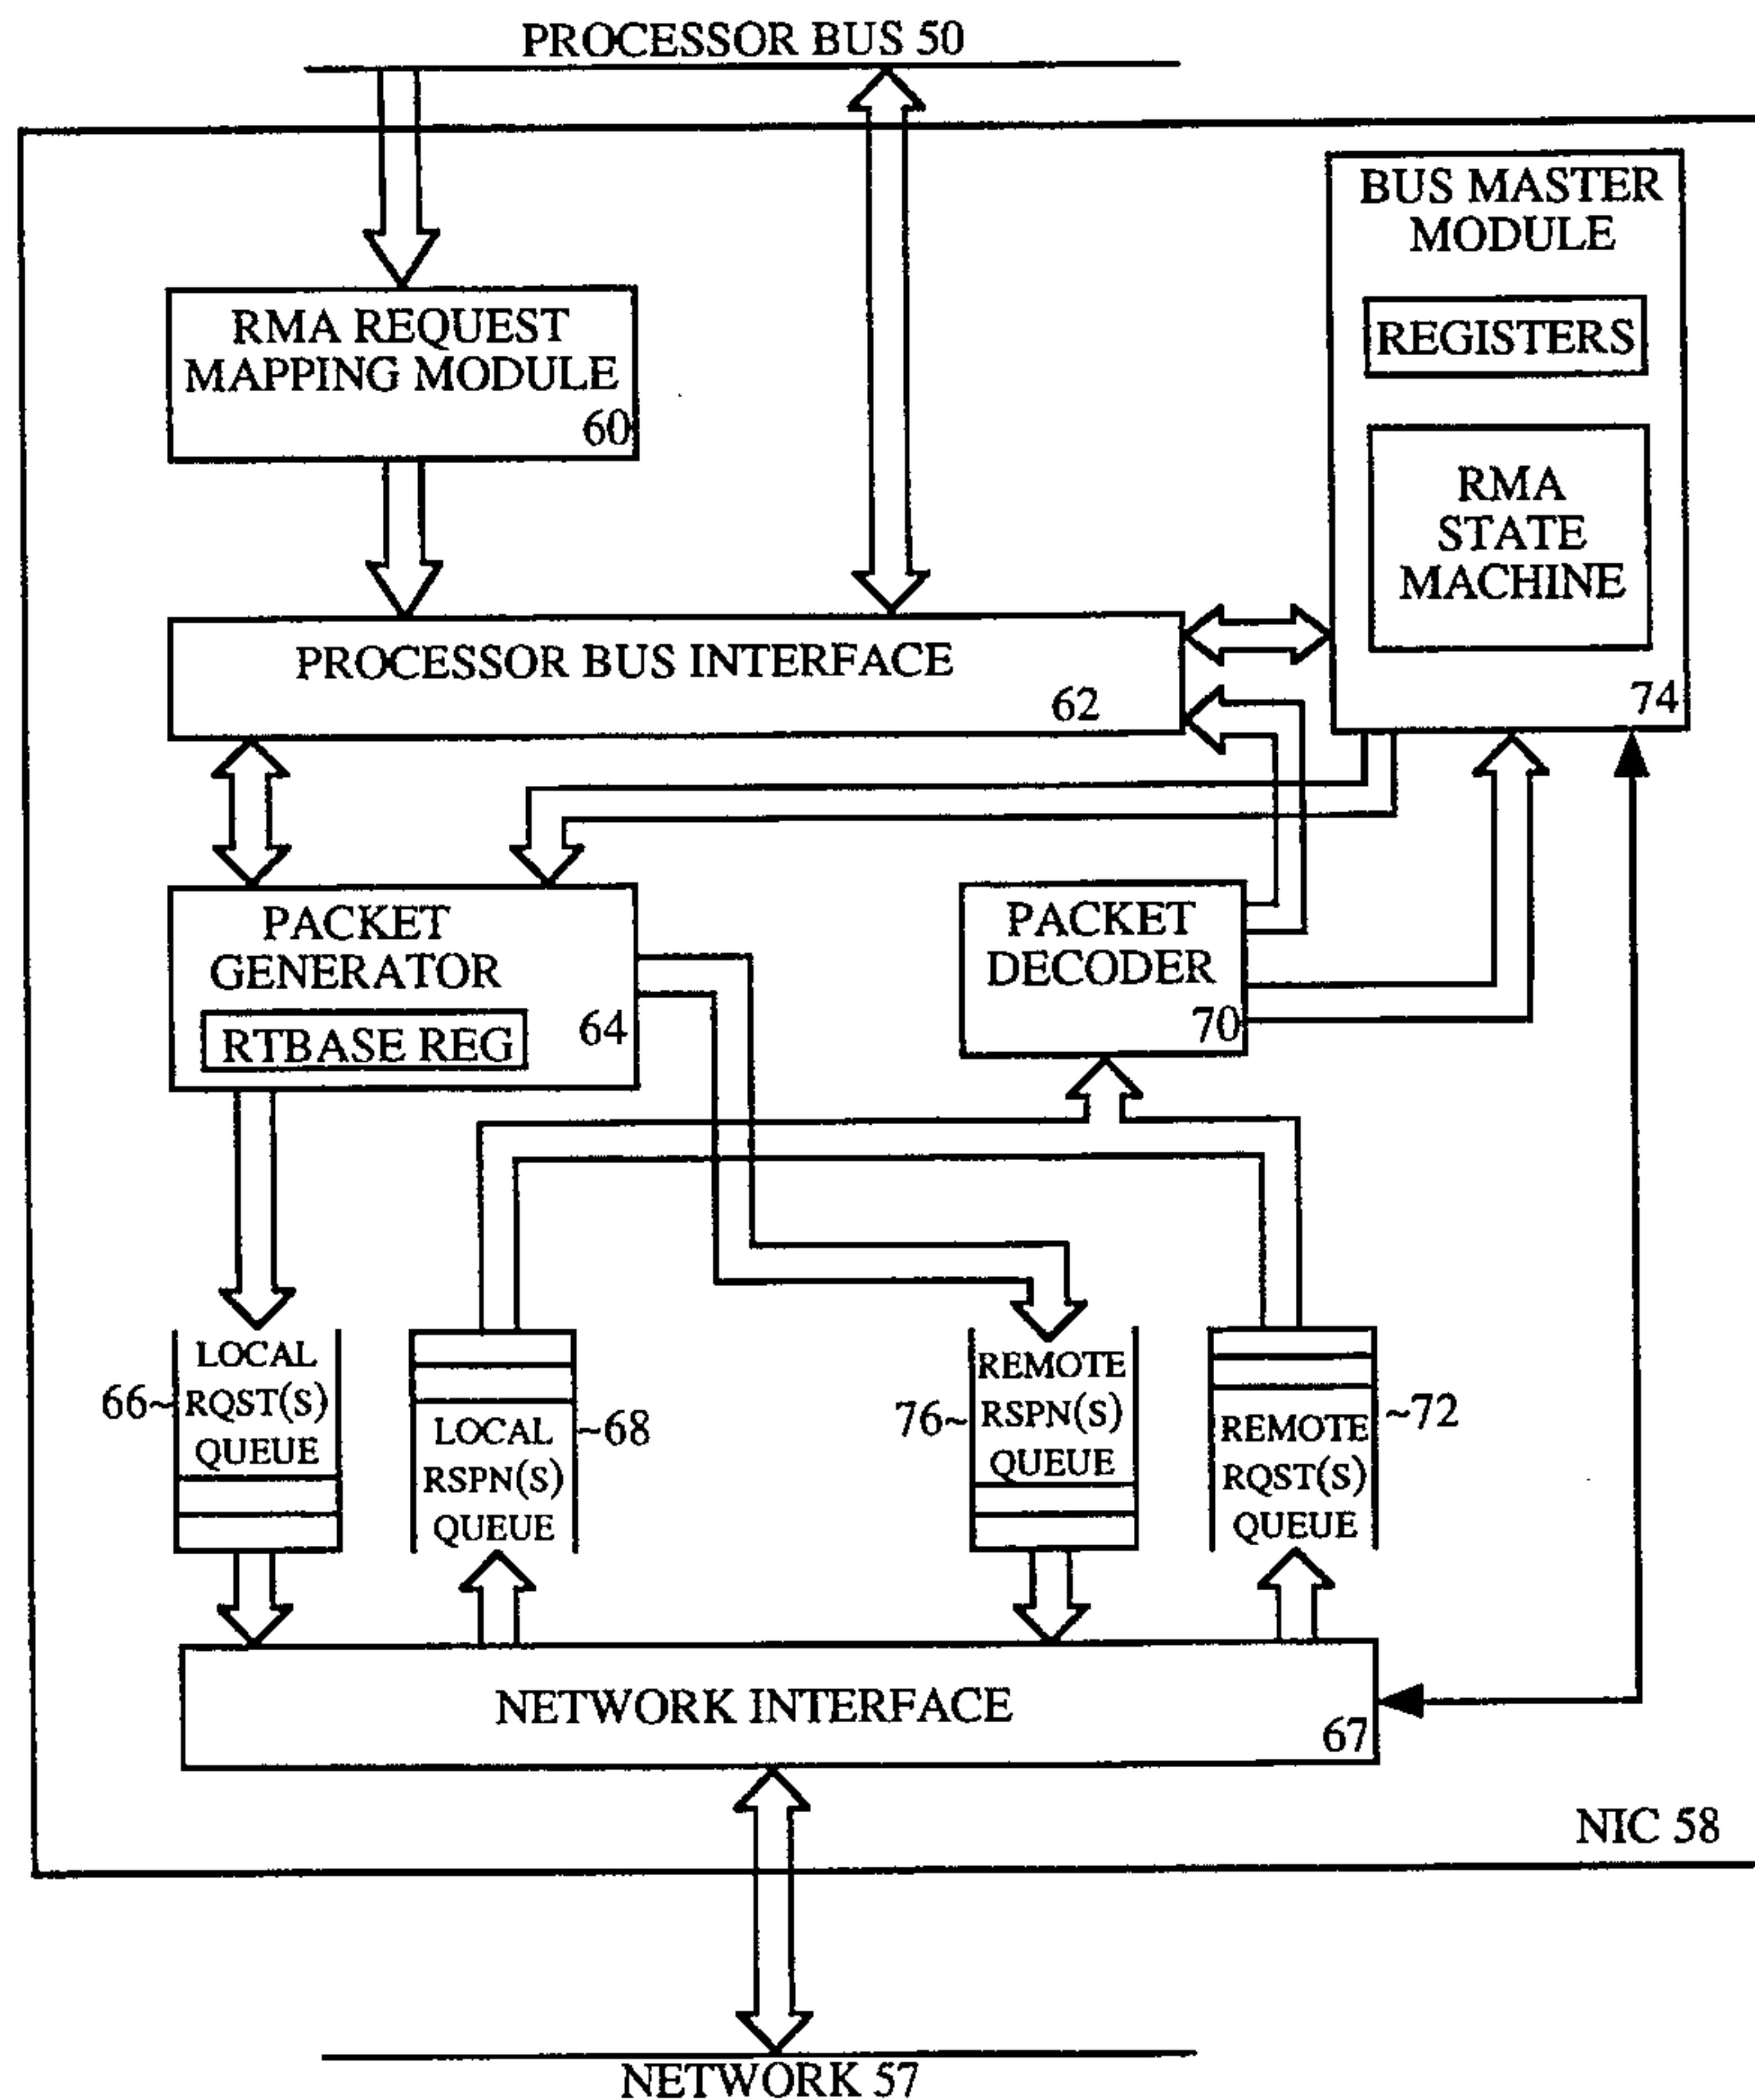 PROCESSOR BUS 50
BUS MASTER
MODULE
REGISTERS
RMA
STATE
MACHINE
74
RMA REQUEST
MAPPING MODULE
60
PROCESSOR BUS INTERFACE
62
PACKET
GENERATOR
RTBASE REG
64
PACKET
DECODER
70
66~
LOCAL
RQST(S)
QUEUE
LOCAL
RSPN(S)
QUEUE
~68
76~
REMOTE
RSPN(S)
QUEUE
REMOTE
RQST(S)
QUEUE
~72
NETWORK INTERFACE
67
NIC 58
NETWORK 57